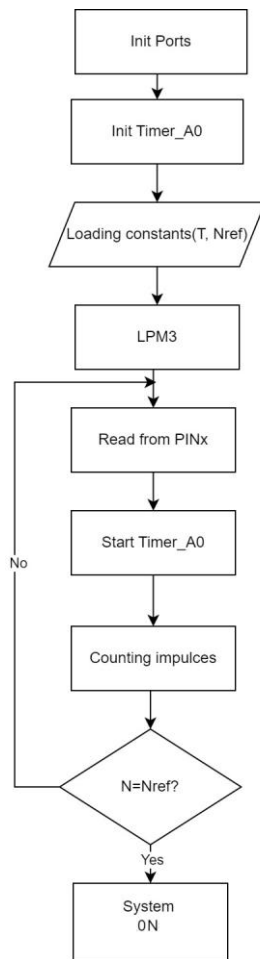 Init Ports
Init Timer_A0
Loading constants(T, Nref)
LPM3
Read from PINx
Start Timer_A0
No
Counting impulces
N=Nref?
Yes
System
0N